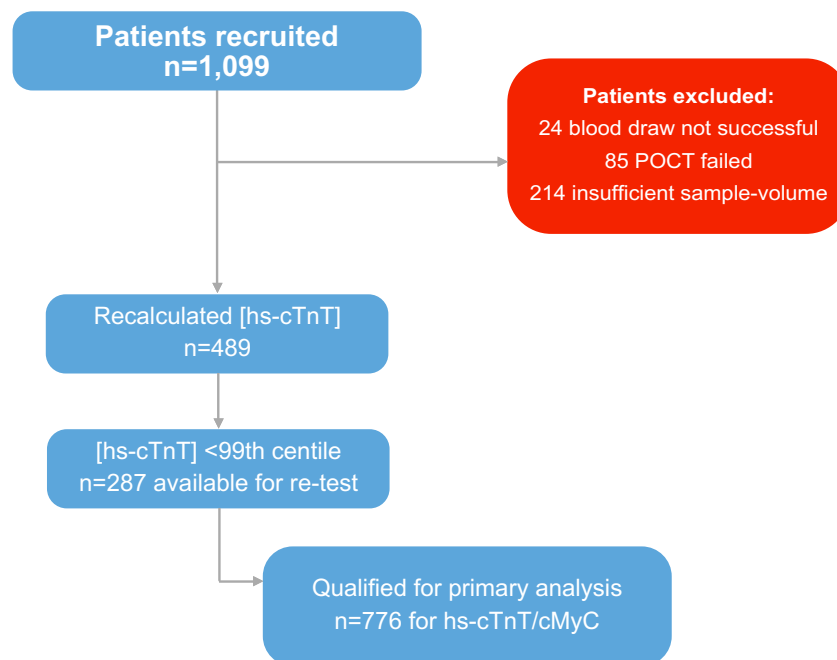 Patients recruited
n=1,099
Patients excluded:
24 blood draw not successful
85 POCT failed
214 insufficient sample-volume
Recalculated [hs-cTnT]
n=489
[hs-cTnT] <99th centile
n=287 available for re-test
Qualified for primary analysis
n=776 for hs-cTnT/cMyC